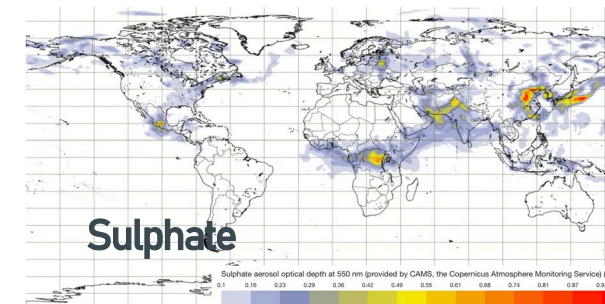 Sulphate
Sulphate aerosol optical depth at 550 nm (provided by CAMS, the Copernicus Atmosphere Monitoring Service) (
0.1 0.16 0.23 0.29 0.36 0.42 0.49 0.55 0.61 0.68 0.74 0.81 0.87 0.9